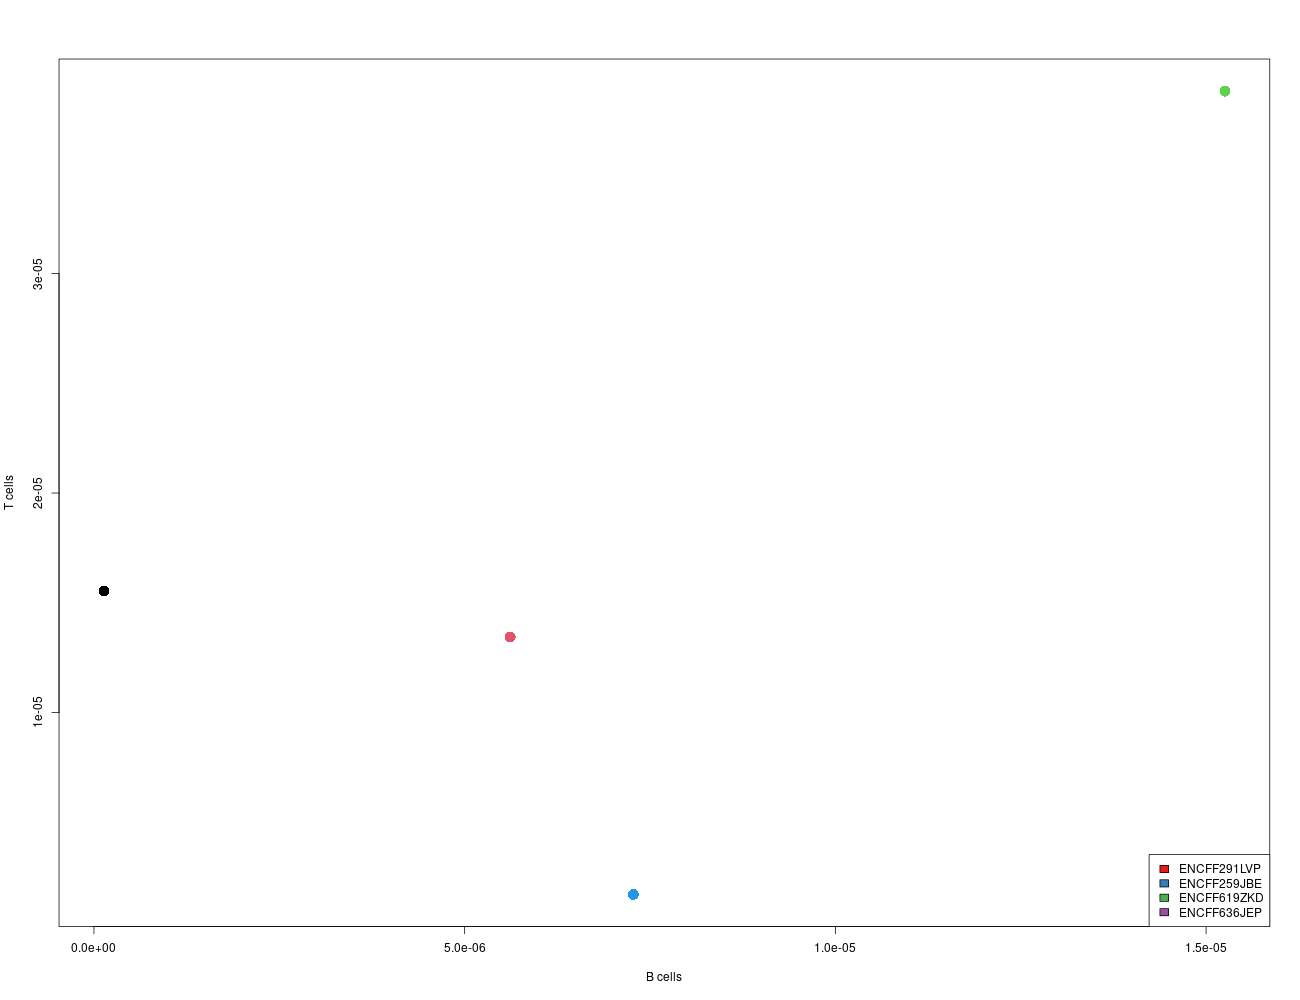 3e-05
2e-05
1e-05
T cells
0.0e+00
5.0e-06
1.0e-05
1.5e-05
B cells
ENCFF291LVP
ENCFF259JBE
ENCFF619ZKD
ENCFF636JEP